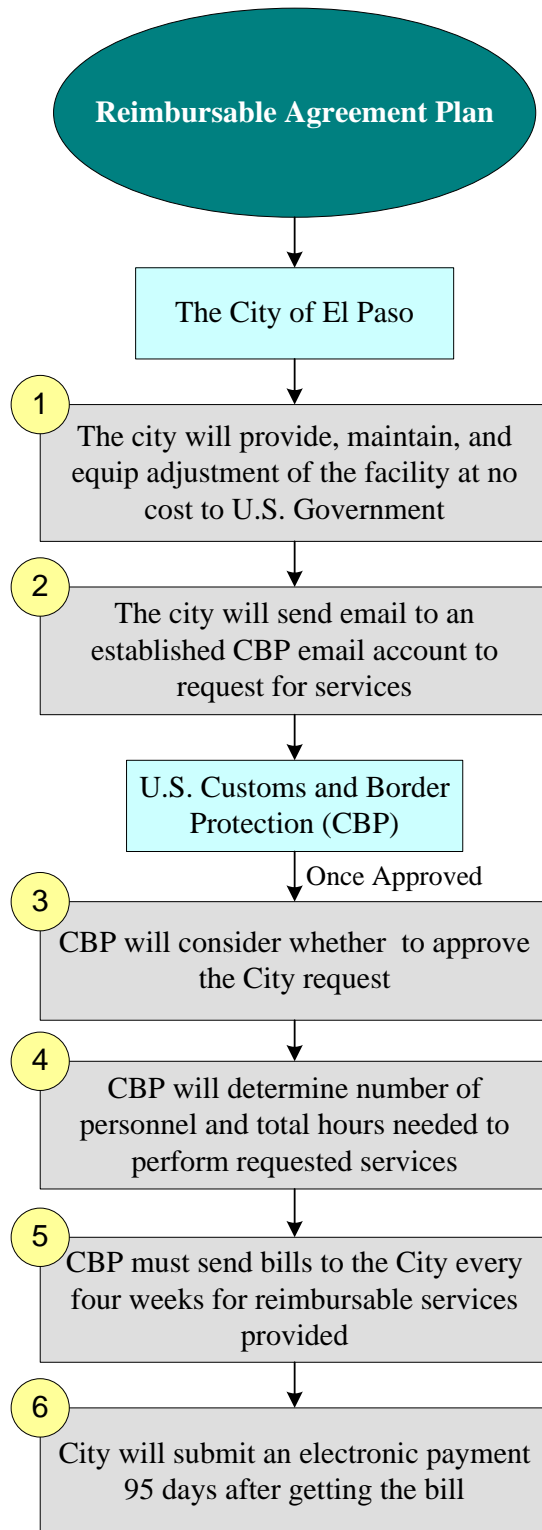 Reimbursable Agreement Plan
The City of El Paso
1
The city will provide, maintain, and
equip adjustment of the facility at no
cost to U.S. Government
2
The city will send email to an
established CBP email account to
request for services
U.S. Customs and Border
Protection (CBP)
Once Approved
3
CBP will consider whether  to approve
the City request
4
CBP will determine number of
personnel and total hours needed to
perform requested services
5
CBP must send bills to the City every
four weeks for reimbursable services
provided
6
City will submit an electronic payment
95 days after getting the bill